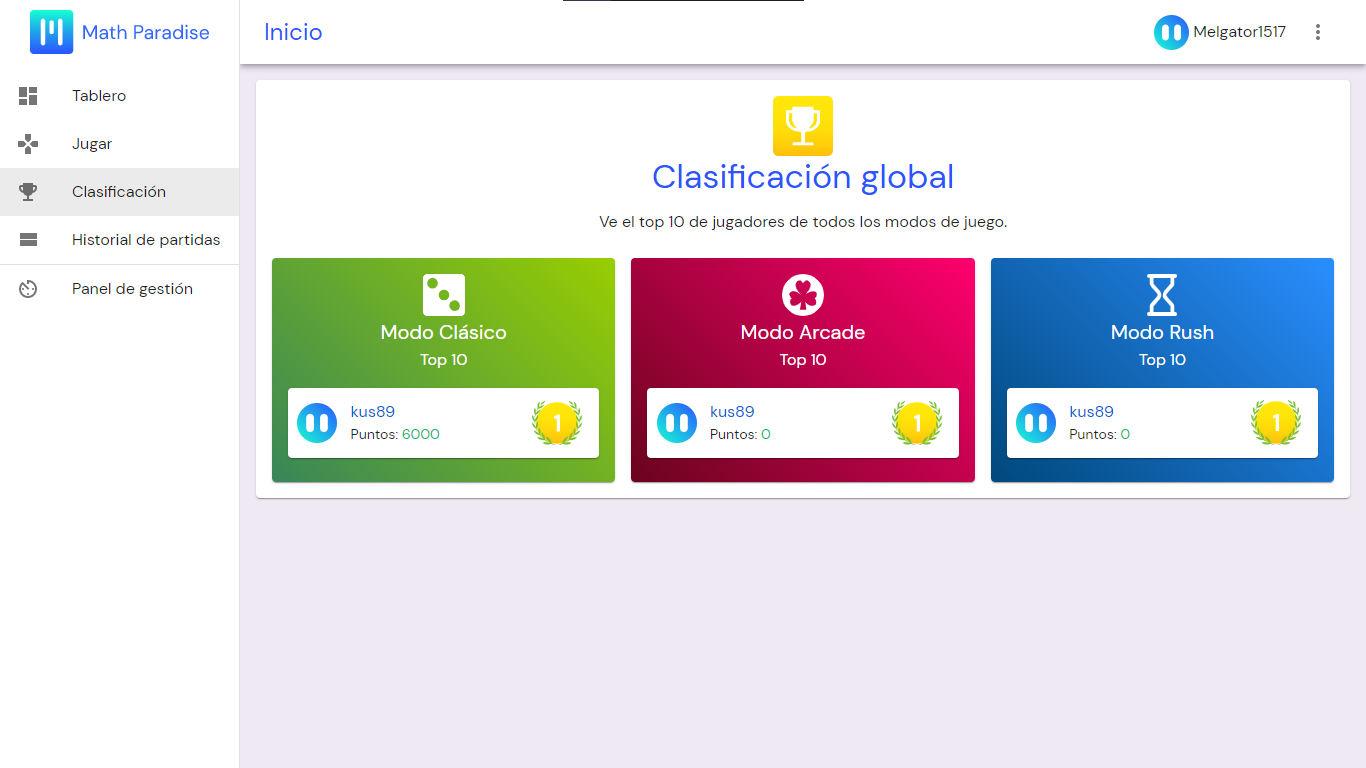 Math Paradise
Inicio
Melgator1517
Tablero
Jugar
Clasificación
Historial de partidas
Panel de gestión
Clasificación global
Ve el top 10 de jugadores de todos los modos de juego.
Modo Clásico
Top 10
kus89
Puntos: 6000
1
Modo Arcade
Top 10
kus89
Puntos: 0
1
Modo Rush
Top 10
kus89
Puntos: 0
1